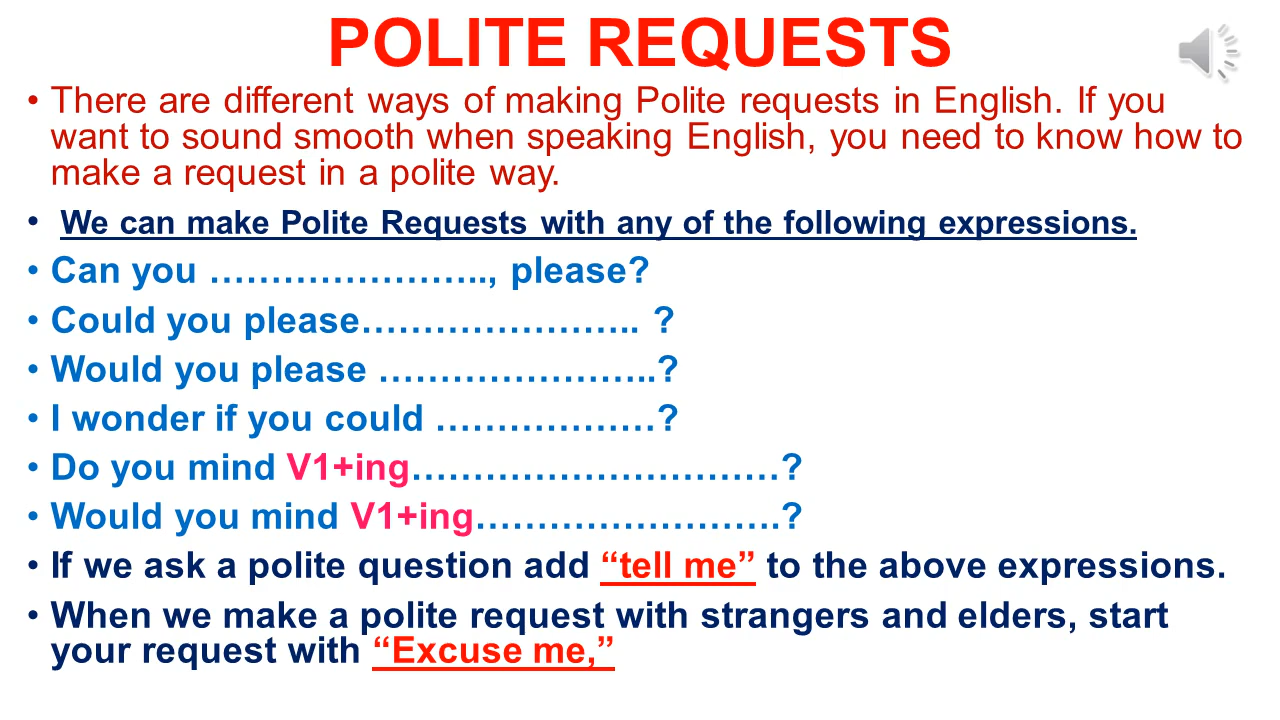 POLITE REQUESTS
• There are different ways of making Polite requests in English. If you
want to sound smooth when speaking English, you need to know how to
make a request in a polite way.
• We can make Polite Requests with any of the following expressions.
• Can you …………………….., please?
• Could you please…………………….. ?
• Would you please ……………………..?
• I wonder if you could ………………?
• Do you mind V1+ing…………………………?
• Would you mind V1+ing…………………….?
• If we ask a polite question add “tell me” to the above expressions.
• When we make a polite request with strangers and elders, start
your request with “Excuse me,”